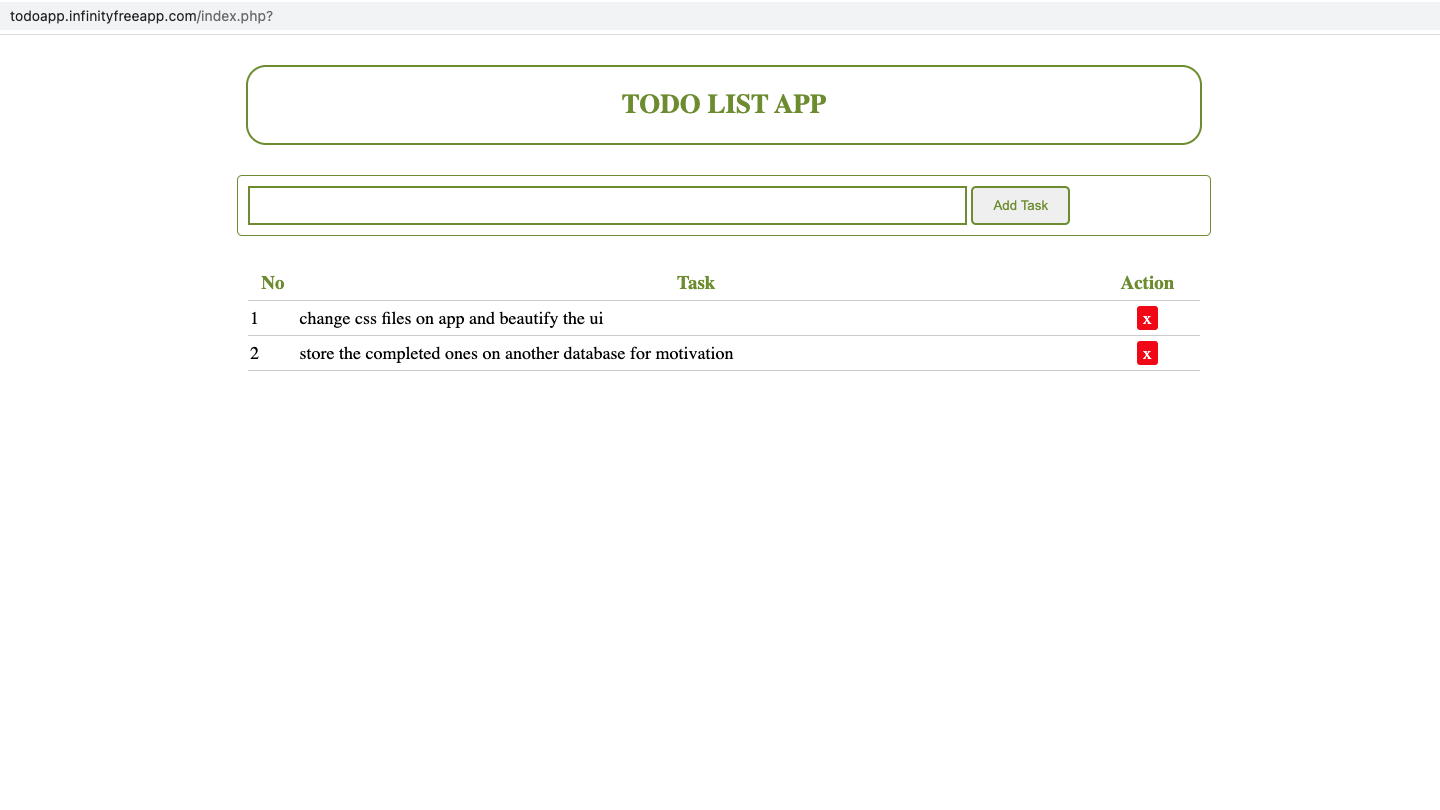 todoapp.infinityfreeapp.com/index.php?
TODO LIST APP
Add Task
No Task Action
1 change css files on app and beautify the ui x
2 store the completed ones on another database for motivation x